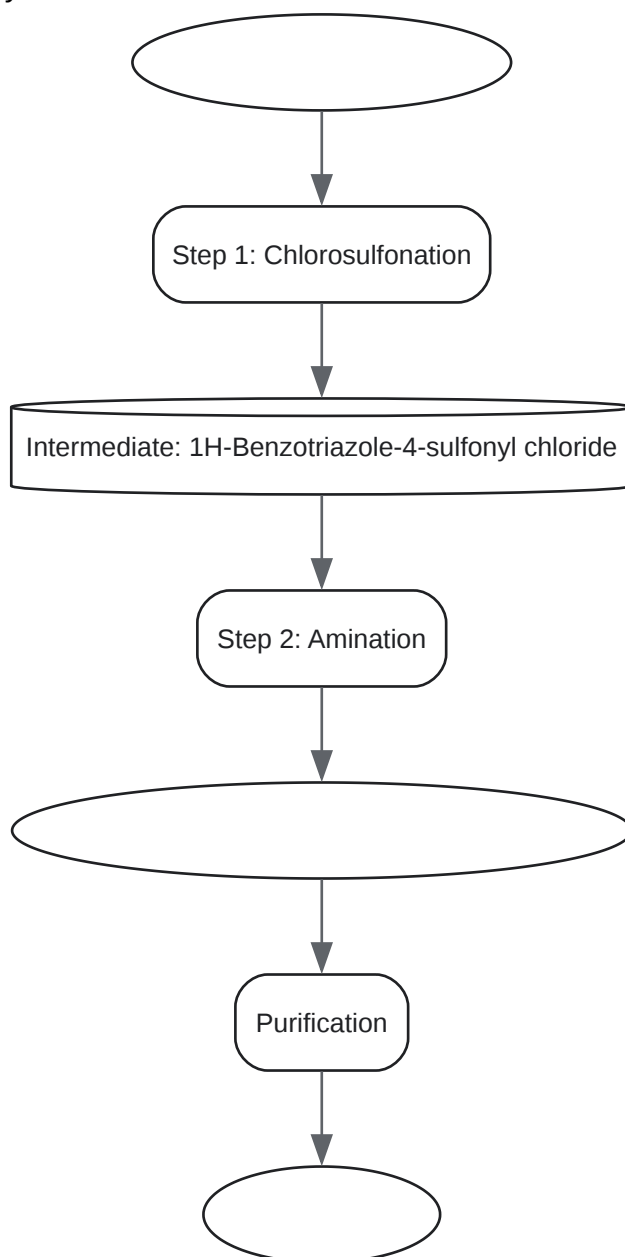 Step 1: Chlorosulfonation
Intermediate: 1H-Benzotriazole-4-sulfonyl chloride
Step 2: Amination
Purification